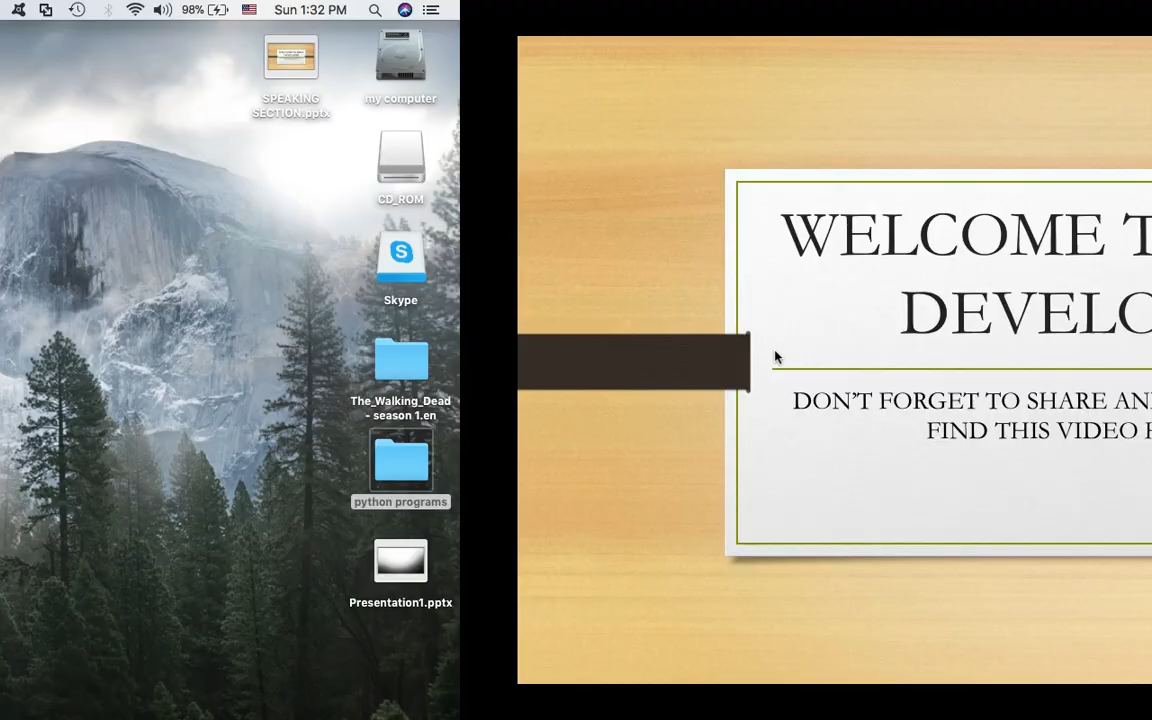 98%
Sun 1:32 PM
SPEAKING
SECTION.pptx
my computer
CD_ROM
S
Skype
The_Walking_Dead
- season 1.en
python programs
Presentation1.pptx
WELCOME T
DEVELO
DON'T FORGET TO SHARE AN
FIND THIS VIDEO